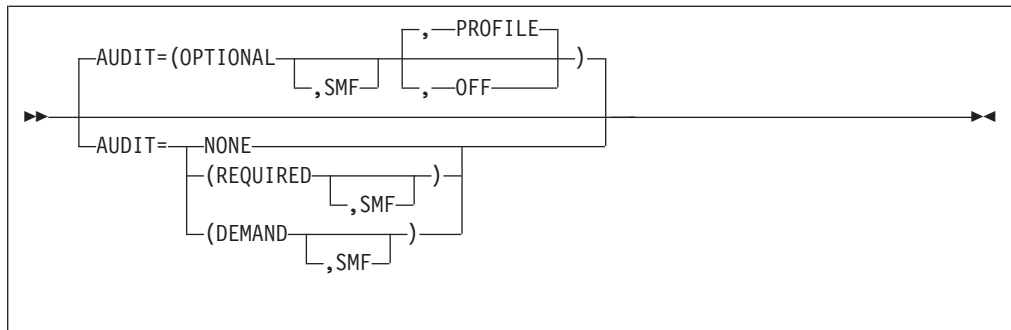 , PROFILE
AUDIT=(OPTIONAL )
,SMF , OFF
AUDIT= NONE
(REQUIRED )
,SMF
(DEMAND )
,SMF